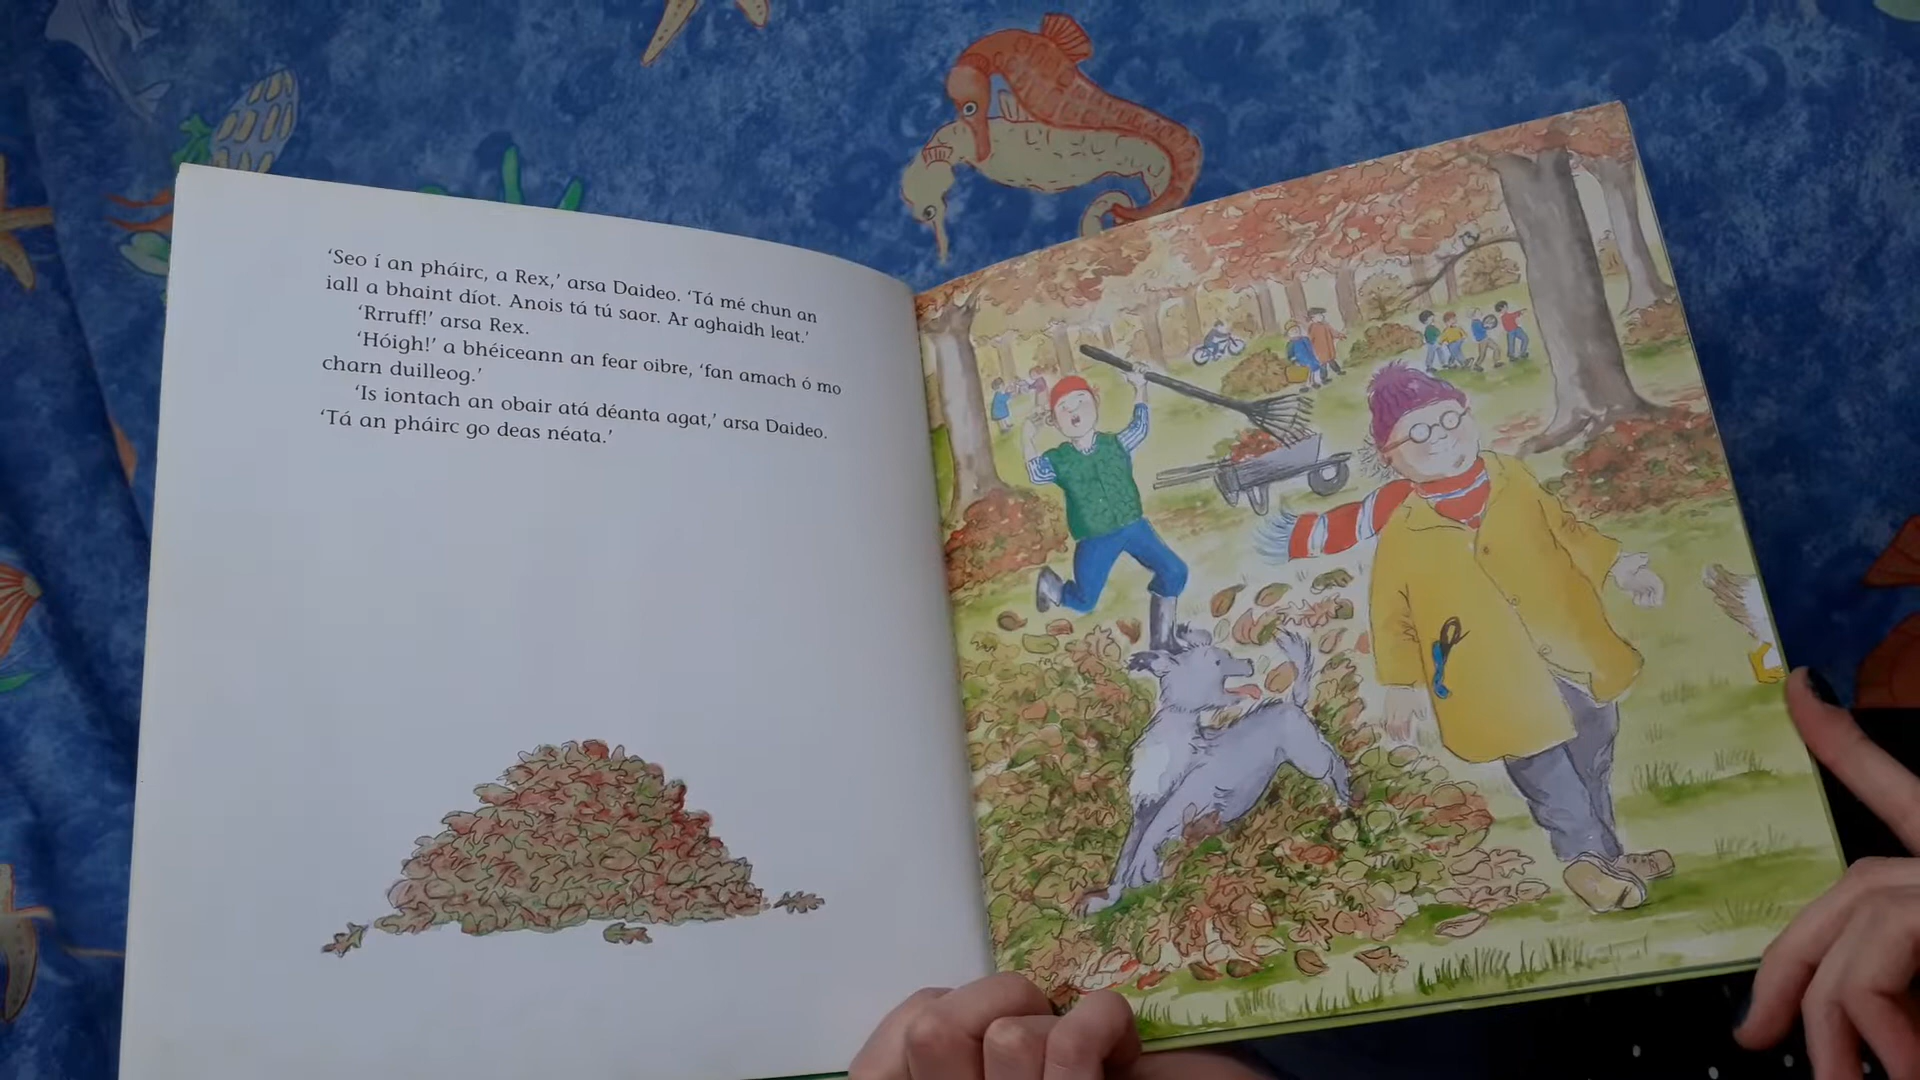 ‘Seo í an pháirc, a Rex,’ arsa Daideo. ‘Tá mé chun an
iall a bhaint díot. Anois tá tú saor. Ar aghaidh leat.’
‘Rrruff!’ arsa Rex.
‘Hóigh!’ a bhéiceann an fear oibre, ‘fan amach ó mo
charn duilleog.’
‘Is iontach an obair atá déanta agat,’ arsa Daideo.
‘Tá an pháirc go deas néata.’